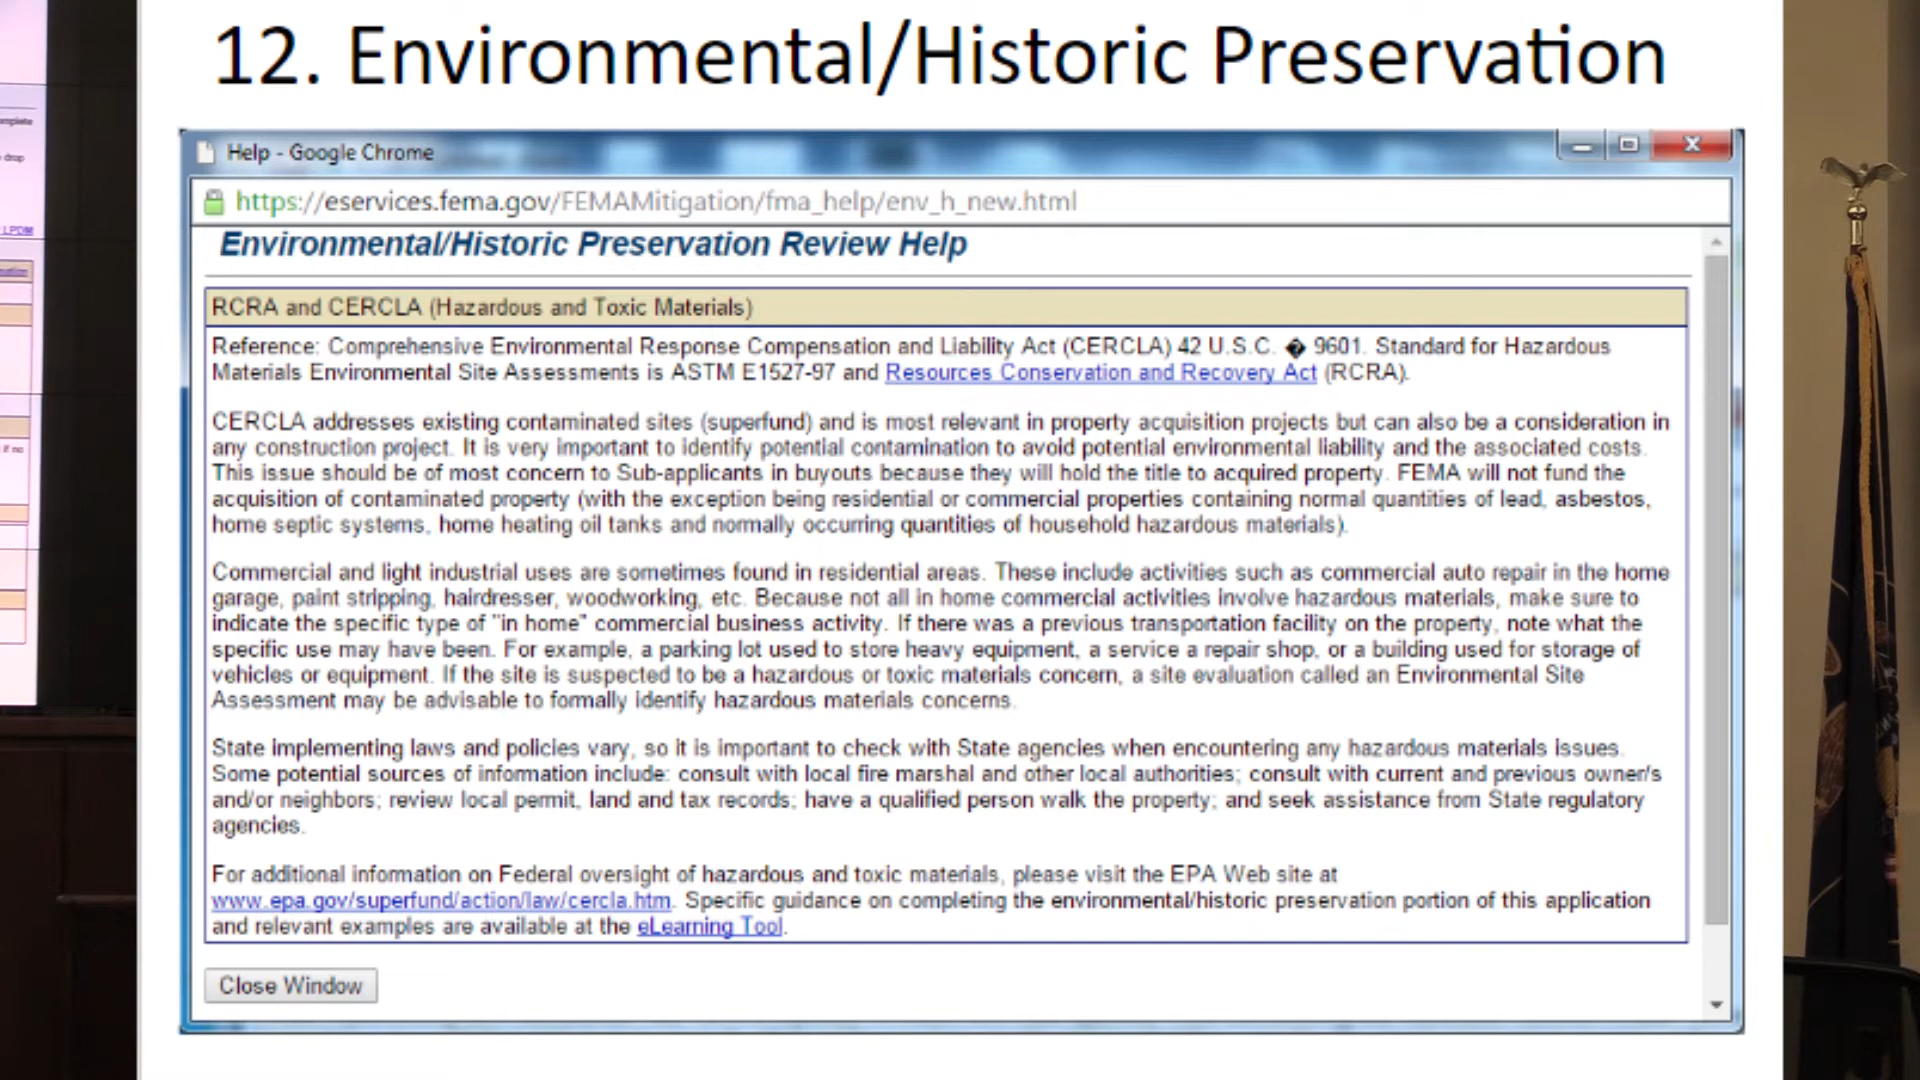 12. Environmental/Historic Preservation
Help - Google Chrome
https://eservices.fema.gov/FEMAMitigation/fma_help/env_h_new.html
Environmental/Historic Preservation Review Help
RCRA and CERCLA (Hazardous and Toxic Materials)
Reference: Comprehensive Environmental Response Compensation and Liability Act (CERCLA) 42 U.S.C. � 9601. Standard for Hazardous
Materials Environmental Site Assessments is ASTM E1527-97 and Resources Conservation and Recovery Act (RCRA).
CERCLA addresses existing contaminated sites (superfund) and is most relevant in property acquisition projects but can also be a consideration in
any construction project. It is very important to identify potential contamination to avoid potential environmental liability and the associated costs.
This issue should be of most concern to Sub-applicants in buyouts because they will hold the title to acquired property. FEMA will not fund the
acquisition of contaminated property (with the exception being residential or commercial properties containing normal quantities of lead, asbestos,
home septic systems, home heating oil tanks and normally occurring quantities of household hazardous materials).
Commercial and light industrial uses are sometimes found in residential areas. These include activities such as commercial auto repair in the home
garage, paint stripping, hairdresser, woodworking, etc. Because not all in home commercial activities involve hazardous materials, make sure to
indicate the specific type of "in home" commercial business activity. If there was a previous transportation facility on the property, note what the
specific use may have been. For example, a parking lot used to store heavy equipment, a service a repair shop, or a building used for storage of
vehicles or equipment. If the site is suspected to be a hazardous or toxic materials concern, a site evaluation called an Environmental Site
Assessment may be advisable to formally identify hazardous materials concerns.
State implementing laws and policies vary, so it is important to check with State agencies when encountering any hazardous materials issues.
Some potential sources of information include: consult with local fire marshal and other local authorities; consult with current and previous owner/s
and/or neighbors; review local permit, land and tax records; have a qualified person walk the property; and seek assistance from State regulatory
agencies.
For additional information on Federal oversight of hazardous and toxic materials, please visit the EPA Web site at
www.epa.gov/superfund/action/law/cercla.htm. Specific guidance on completing the environmental/historic preservation portion of this application
and relevant examples are available at the eLearning Tool.
Close Window
drop
LPDM
if no